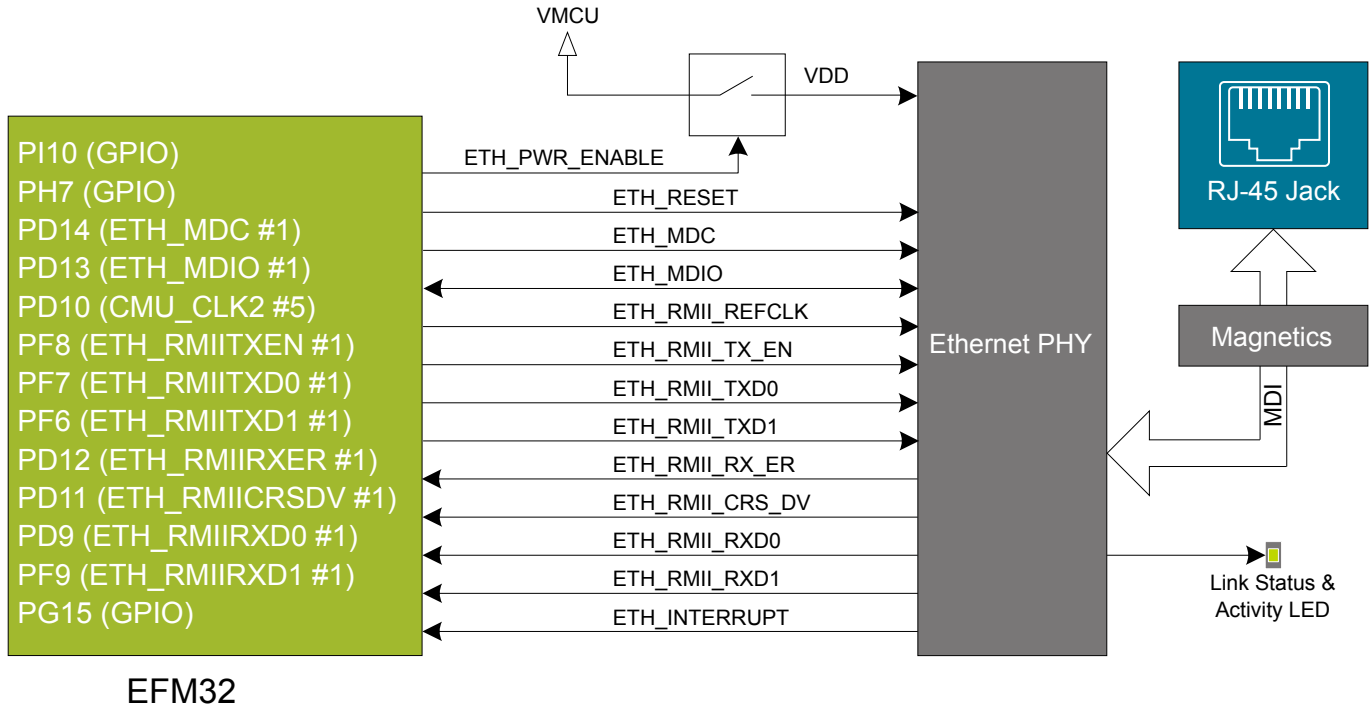 VMCU
VDD
PI10 (GPIO)
PH7 (GPIO)
PD14 (ETH_MDC #1)
PD13 (ETH_MDIO #1)
PD10 (CMU_CLK2 #5)
PF8 (ETH_RMIITXEN #1)
PF7 (ETH_RMIITXD0 #1)
PF6 (ETH_RMIITXD1 #1)
PD12 (ETH_RMIIRXER #1)
PD11 (ETH_RMIICRSDV #1)
PD9 (ETH_RMIIRXD0 #1)
PF9 (ETH_RMIIRXD1 #1)
PG15 (GPIO)
EFM32
ETH_PWR_ENABLE
ETH_RESET
ETH_MDC
ETH_MDIO
ETH_RMII_REFCLK
ETH_RMII_TX_EN
ETH_RMII_TXD0
ETH_RMII_TXD1
ETH_RMII_RX_ER
ETH_RMII_CRS_DV
ETH_RMII_RXD0
ETH_RMII_RXD1
ETH_INTERRUPT
Ethernet PHY
RJ-45 Jack
Magnetics
MDI
Link Status &
Activity LED